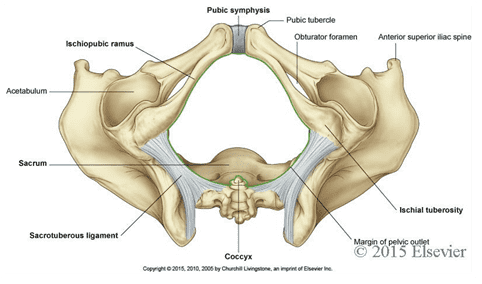 Pubic symphysis
Pubic tubercle
Ischiopubic ramus
Obturator foramen
Anterior superior iliac spine
Acetabulum
Sacrum
Ischial tuberosity
Sacrotuberous ligament
Margin of pelvic outlet
Coccyx
© 2015 Elsevier
Copyright © 2015, 2010, 2005 by Churchill Livingstone, an imprint of Elsevier Inc.